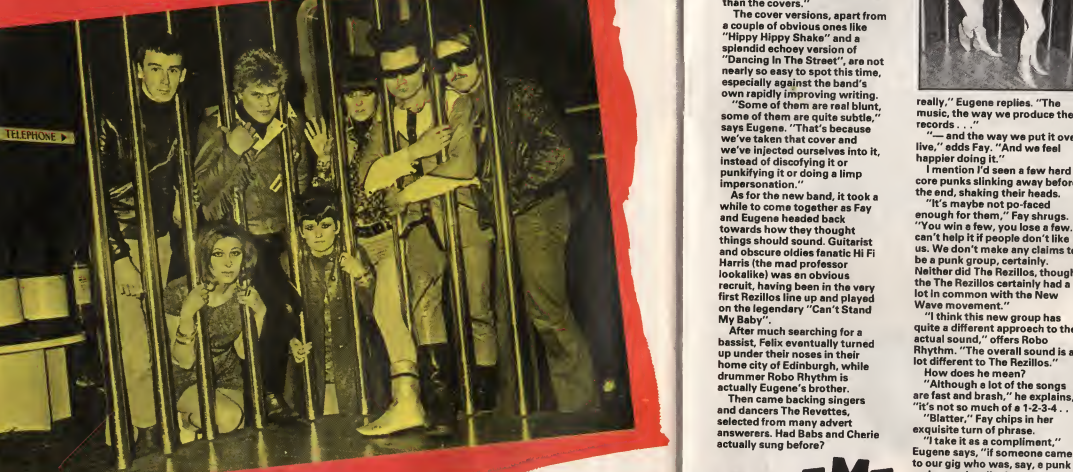 TELEPHONE
than the covers."
The cover versions, apart from
a couple of obvious ones like
"Hippy Hippy Shake" and a
splendid echoey version of
"Dancing In The Street", are not
nearly so easy to spot this time,
especially against the band's
own rapidly improving writing.
"Some of them are real blunt,
some of them are quite subtle,"
says Eugene. "That's because
we've taken that cover and
we've injected ourselves into it,
instead of discofying it or
punkifying it or doing a limp
impersonation."
As for the new band, it took a
while to come together as Fay
and Eugene headed back
towards how they thought
things should sound. Guitarist
and obscure oldies fanatic Hi Fi
Harris (the mad professor
lookalike) was en obvious
recruit, having been in the very
first Rezillos line up and played
on the legendary "Can't Stand
My Baby".
After much searching for a
bassist, Felix eventually turned
up under their noses in their
home city of Edinburgh, while
drummer Robo Rhythm is
actually Eugene's brother.
Then came backing singers
and dancers The Revettes,
selected from many advert
answerers. Had Babs and Cherie
actually sung before?
really," Eugene replies. "The
music, the way we produce the
records . . ."
"— and the way we put it ove
live," adds Fay. "And we feel
happier doing it."
I mention I'd seen a few herd
core punks slinking away before
the end, shaking their heads.
"It's maybe not po-faced
enough for them," Fay shrugs.
"You win a few, you lose a few.
can't help it if people don't like
us. We don't make any claims to
be a punk group, certainly.
Neither did The Rezillos, though
the The Rezillos certainly had a
lot in common with the New
Wave movement."
"I think this new group has
quite a different approech to the
actual sound," offers Robo
Rhythm. "The overall sound is a
lot different to The Rezillos."
How does he mean?
"Although e lot of the songs
are fast and brash," he explains,
"it's not so much of a 1-2-3-4 . .
"Blatter," Fay chips in her
exquisite turn of phrase.
"I take it as a compliment,"
Eugene says, "if someone came
to our gig who was, say, e punk